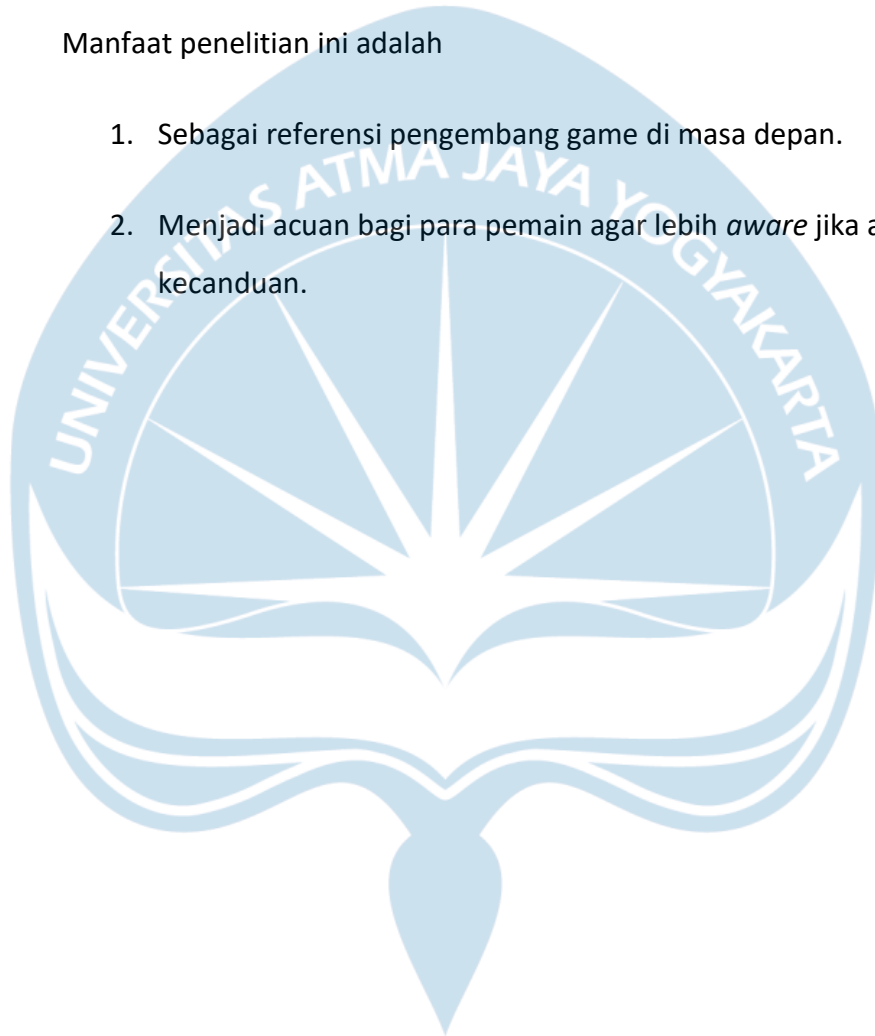 Manfaat penelitian ini adalah
1. Sebagai referensi pengembang game di masa depan.
UNIVERSITAS ATMA JAYA YOGYAKARTA
2. Menjadi acuan bagi para pemain agar lebih aware jika
kecanduan.